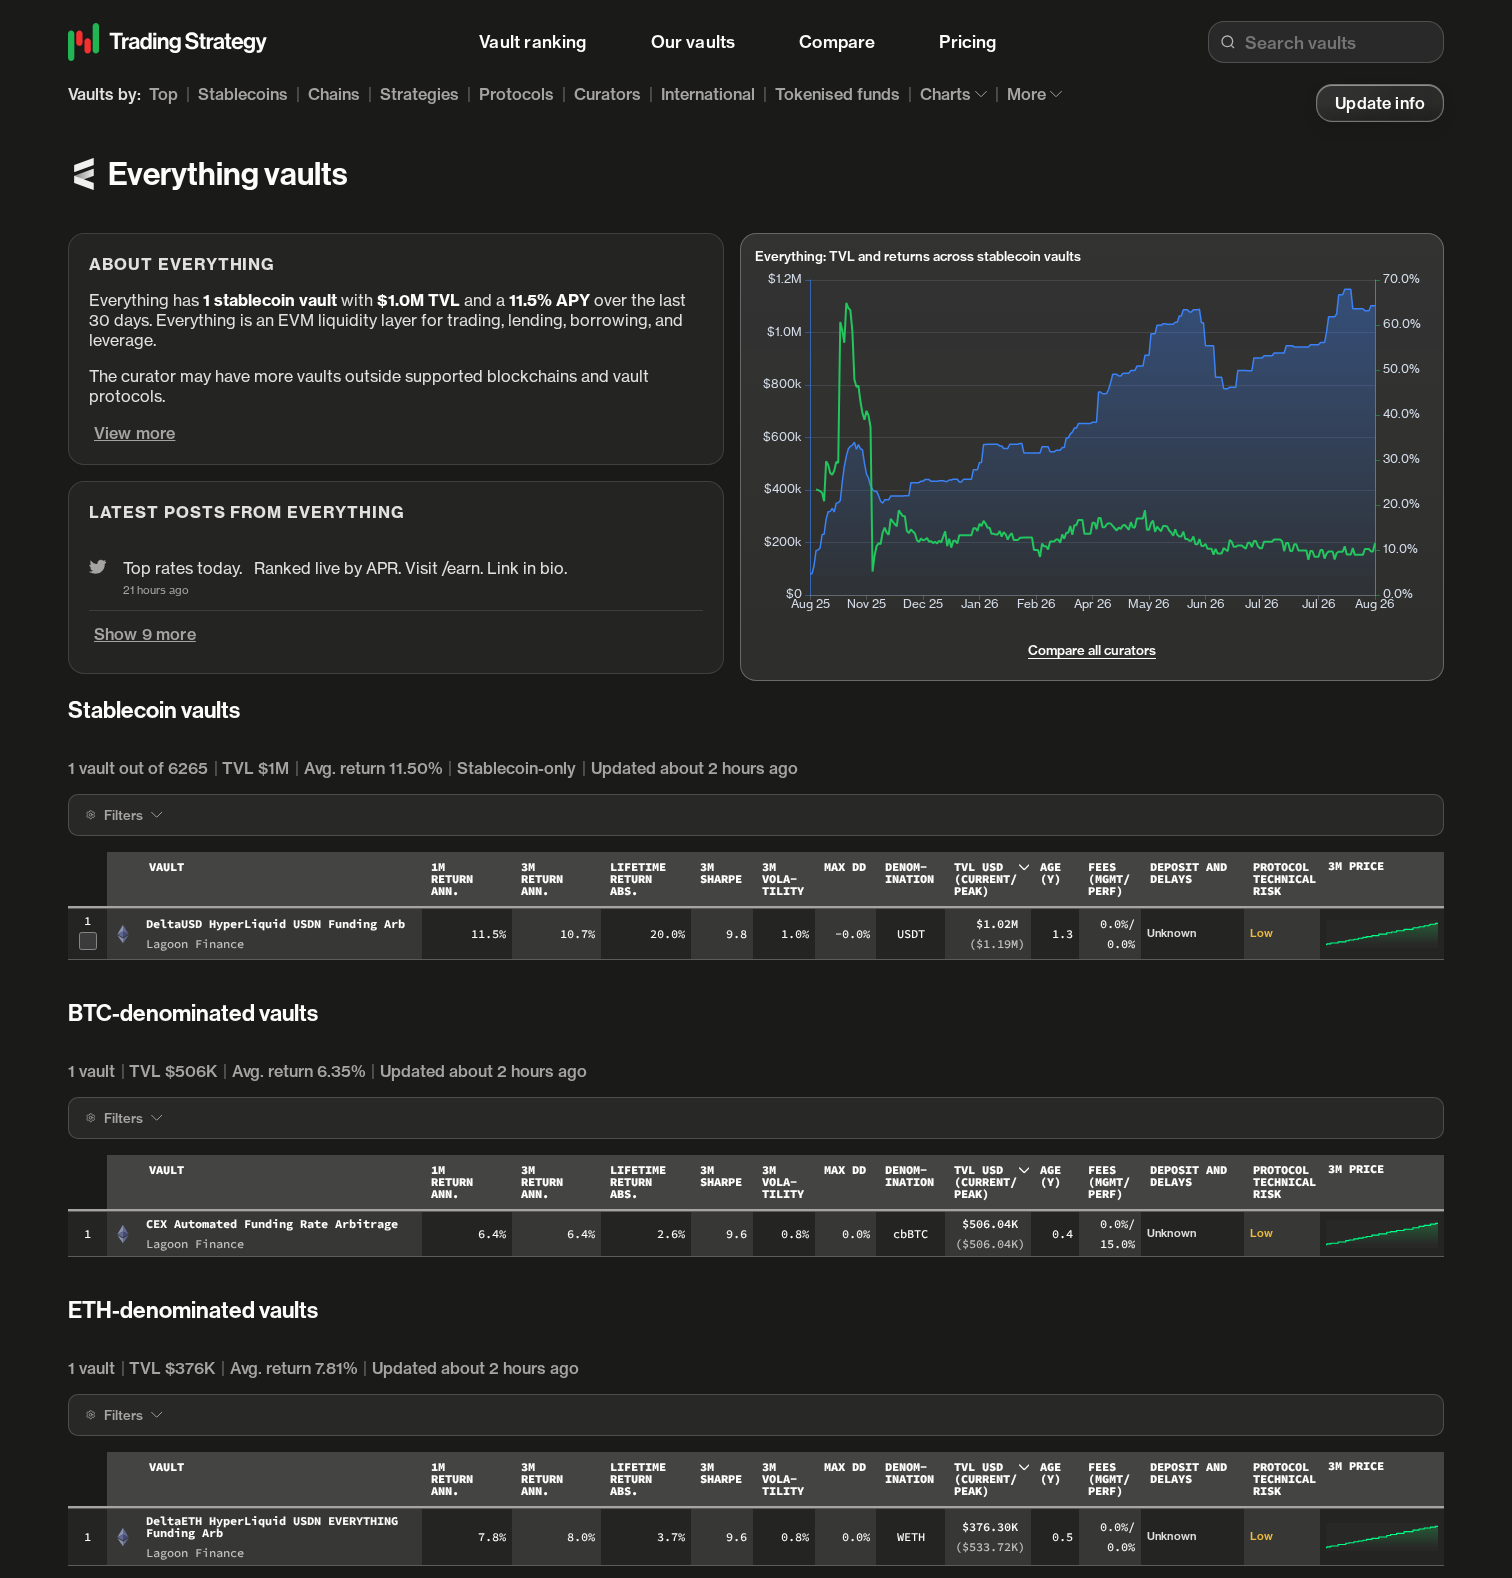 Trading Strategy
Vault ranking
Our vaults
Compare
Pricing
Search vaults
Vaults by: Top | Stablecoins | Chains | Strategies | Protocols | Curators | International | Tokenised funds | Charts | More
Update info
Everything vaults
ABOUT EVERYTHING
Everything has 1 stablecoin vault with $1.0M TVL and a 11.5% APY over the last
30 days. Everything is an EVM liquidity layer for trading, lending, borrowing, and
leverage.
The curator may have more vaults outside supported blockchains and vault
protocols.
View more
LATEST POSTS FROM EVERYTHING
Top rates today. Ranked live by APR. Visit /earn. Link in bio.
21 hours ago
Show 9 more
Everything: TVL and returns across stablecoin vaults
$1.2M
$1.0M
$800k
$600k
$400k
$200k
$0
70.0%
60.0%
50.0%
40.0%
30.0%
20.0%
10.0%
0.0%
Aug 25 Nov 25 Dec 25 Jan 26 Feb 26 Apr 26 May 26 Jun 26 Jul 26 Jul 26 Aug 26
Compare all curators
Stablecoin vaults
1 vault out of 6265 | TVL $1M | Avg. return 11.50% | Stablecoin-only | Updated about 2 hours ago
Filters
VAULT
1M
RETURN
ANN.
3M
RETURN
ANN.
LIFETIME
RETURN
ABS.
3M
SHARPE
3M
VOLA-
TILITY
MAX DD
DENOM-
INATION
TVL USD
(CURRENT/
PEAK)
AGE
(Y)
FEES
(MGMT/
PERF)
DEPOSIT AND
DELAYS
PROTOCOL
TECHNICAL
RISK
3M PRICE
1
DeltaUSD HyperLiquid USDN Funding Arb
Lagoon Finance
11.5%
10.7%
20.0%
9.8
1.0%
-0.0%
USDT
$1.02M
($1.19M)
1.3
0.0%/
0.0%
Unknown
Low
BTC-denominated vaults
1 vault | TVL $506K | Avg. return 6.35% | Updated about 2 hours ago
Filters
VAULT
1M
RETURN
ANN.
3M
RETURN
ANN.
LIFETIME
RETURN
ABS.
3M
SHARPE
3M
VOLA-
TILITY
MAX DD
DENOM-
INATION
TVL USD
(CURRENT/
PEAK)
AGE
(Y)
FEES
(MGMT/
PERF)
DEPOSIT AND
DELAYS
PROTOCOL
TECHNICAL
RISK
3M PRICE
1
CEX Automated Funding Rate Arbitrage
Lagoon Finance
6.4%
6.4%
2.6%
9.6
0.8%
0.0%
cbBTC
$506.04K
($506.04K)
0.4
0.0%/
15.0%
Unknown
Low
ETH-denominated vaults
1 vault | TVL $376K | Avg. return 7.81% | Updated about 2 hours ago
Filters
VAULT
1M
RETURN
ANN.
3M
RETURN
ANN.
LIFETIME
RETURN
ABS.
3M
SHARPE
3M
VOLA-
TILITY
MAX DD
DENOM-
INATION
TVL USD
(CURRENT/
PEAK)
AGE
(Y)
FEES
(MGMT/
PERF)
DEPOSIT AND
DELAYS
PROTOCOL
TECHNICAL
RISK
3M PRICE
1
DeltaETH HyperLiquid USDN EVERYTHING
Funding Arb
Lagoon Finance
7.8%
8.0%
3.7%
9.6
0.8%
0.0%
WETH
$376.30K
($533.72K)
0.5
0.0%/
0.0%
Unknown
Low